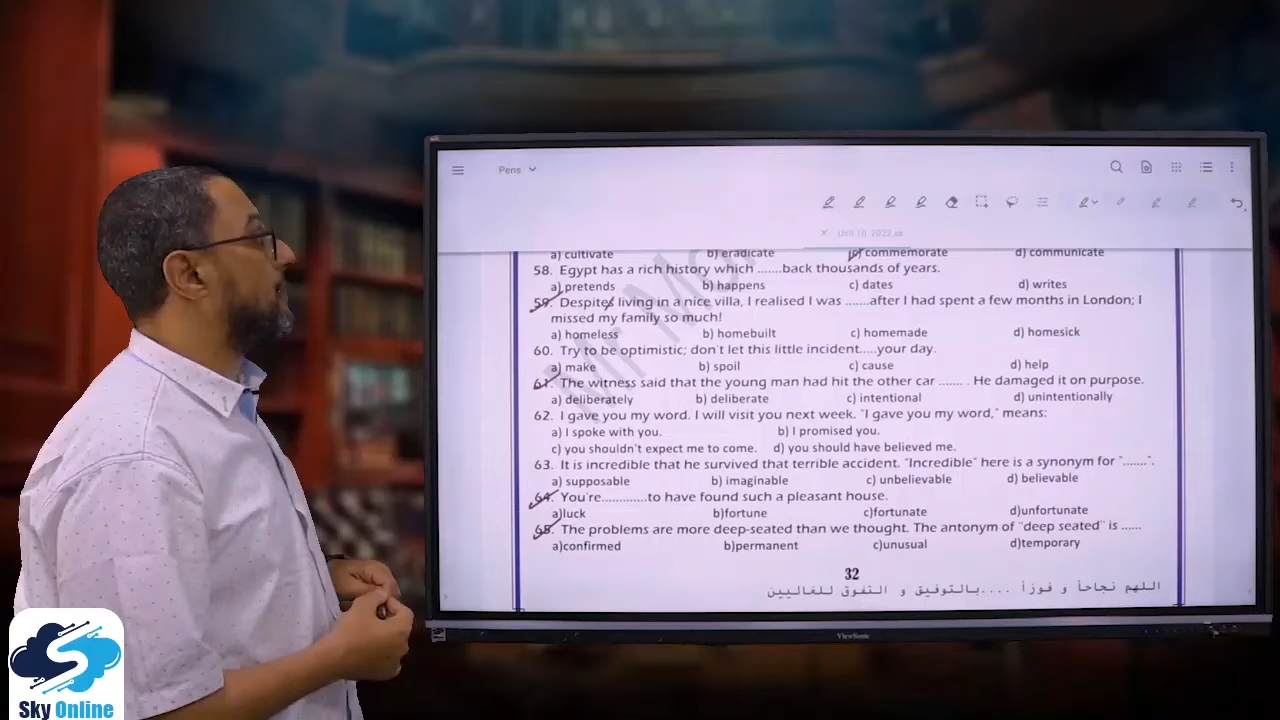 Pens
Unit 10, 2022.aa
a) cultivate b) eradicate c) commemorate d) communicate
58. Egypt has a rich history which .......back thousands of years.
a) pretends b) happens c) dates d) writes
59. Despite living in a nice villa, I realised I was .......after I had spent a few months in London; I
missed my family so much!
a) homeless b) homebuilt c) homemade d) homesick
60. Try to be optimistic; don't let this little incident.....your day.
a) make b) spoil c) cause d) help
61. The witness said that the young man had hit the other car ....... . He damaged it on purpose.
a) deliberately b) deliberate c) intentional d) unintentionally
62. I gave you my word. I will visit you next week. "I gave you my word," means:
a) I spoke with you. b) I promised you.
c) you shouldn't expect me to come. d) you should have believed me.
63. It is incredible that he survived that terrible accident. "Incredible" here is a synonym for ".......".
a) supposable b) imaginable c) unbelievable d) believable
64. You're.............to have found such a pleasant house.
a)luck b)fortune c)fortunate d)unfortunate
65. The problems are more deep-seated than we thought. The antonym of "deep seated" is ......
a)confirmed b)permanent c)unusual d)temporary
32
اللهم نجاحاً و فوزاً ....بالتوفيق و التفوق للغاليين
ViewSonic
Sky Online